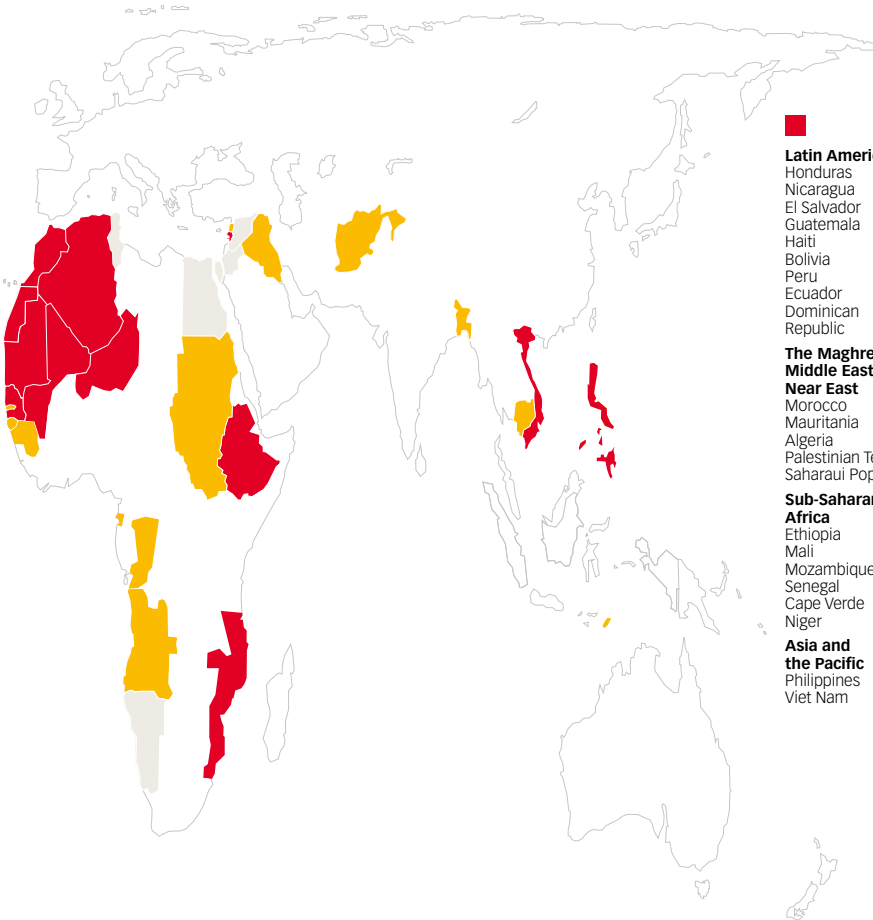 Latin Ameri
Honduras
Nicaragua
El Salvador
Guatemala
Haiti
Bolivia
Peru
Ecuador
Dominican
Republic
The Maghre
Middle East
Near East
Morocco
Mauritania
Algeria
Palestinian Te
Saharaui Pop
Sub-Saharan
Africa
Ethiopia
Mali
Mozambique
Senegal
Cape Verde
Niger
Asia and
the Pacific
Philippines
Viet Nam